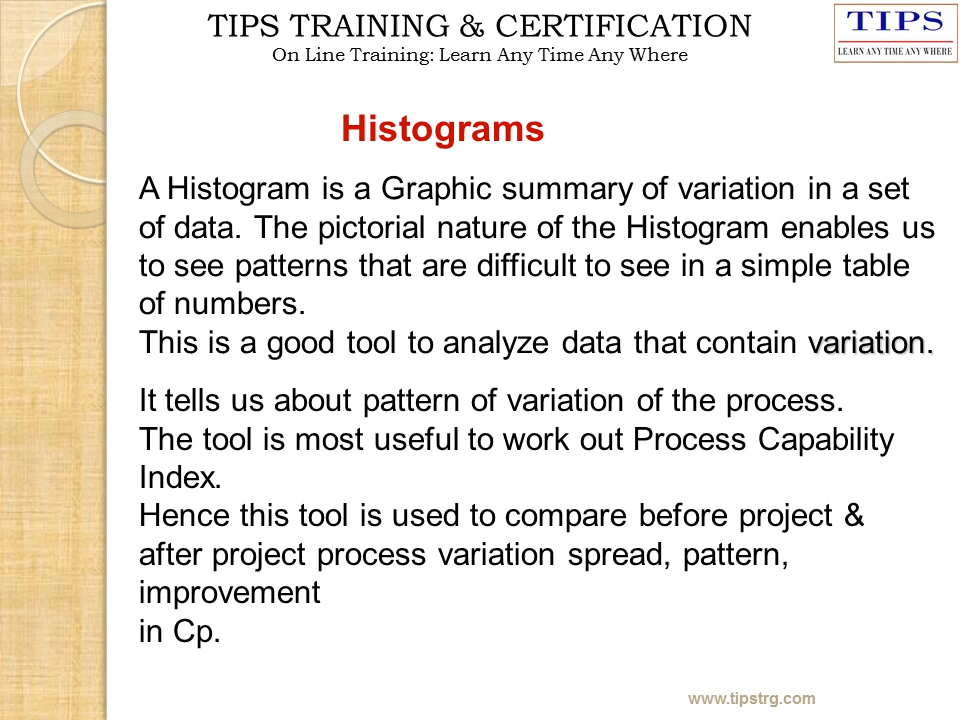 TIPS TRAINING & CERTIFICATION
On Line Training: Learn Any Time Any Where
TIPS
LEARN ANY TIME ANY WHERE
Histograms
A Histogram is a Graphic summary of variation in a set
of data. The pictorial nature of the Histogram enables us
to see patterns that are difficult to see in a simple table
of numbers.
This is a good tool to analyze data that contain variation.
It tells us about pattern of variation of the process.
The tool is most useful to work out Process Capability
Index.
Hence this tool is used to compare before project &
after project process variation spread, pattern,
improvement
in Cp.
www.tipstrg.com